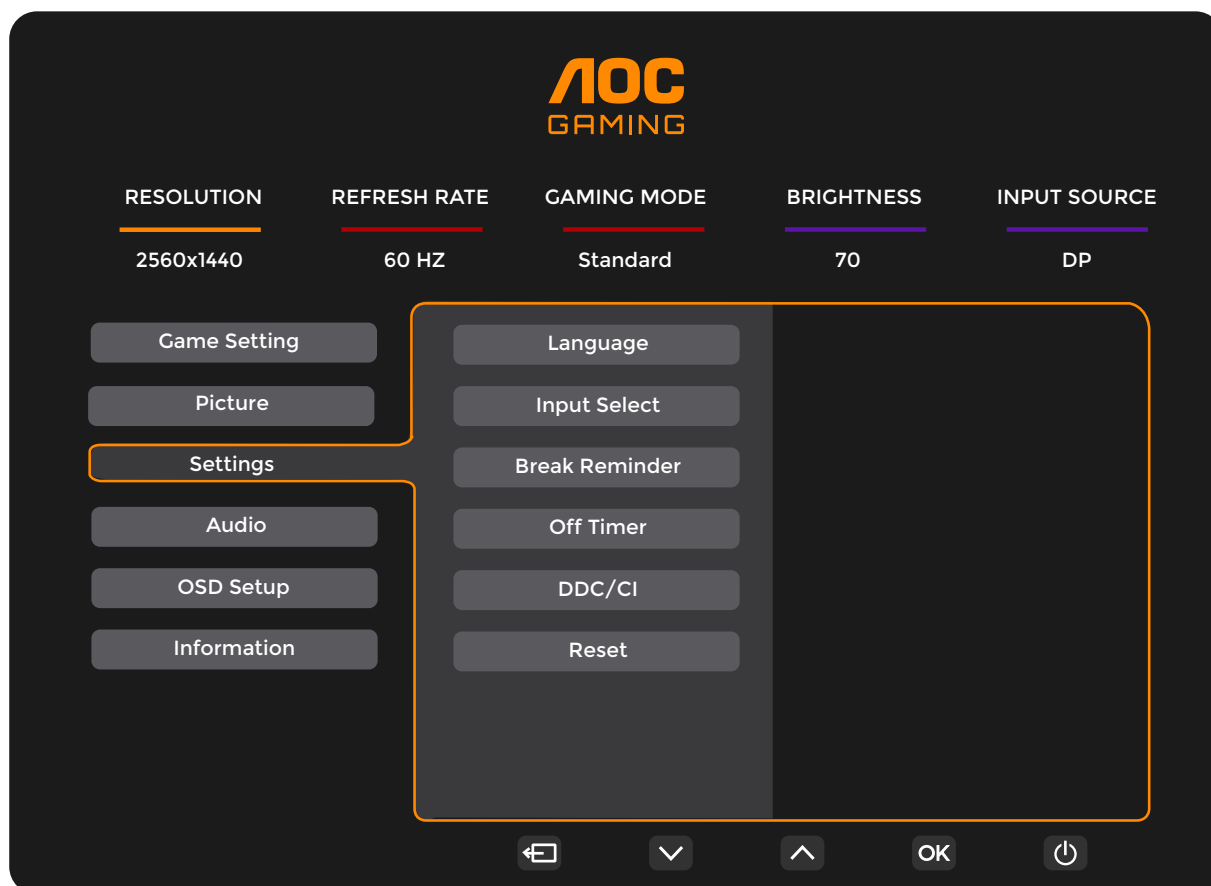 AOC
GAMING
RESOLUTION REFRESH RATE GAMING MODE BRIGHTNESS INPUT SOURCE
2560x1440 60 HZ Standard 70 DP
Game Setting
Picture
Settings
Audio
OSD Setup
Information
Language
Input Select
Break Reminder
Off Timer
DDC/CI
Reset
OK